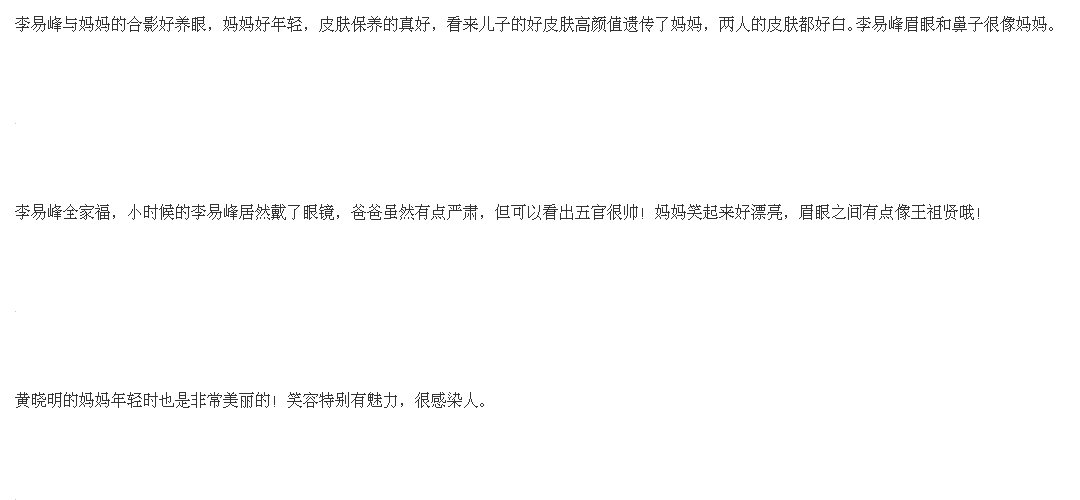 李易峰与妈妈的合影好养眼，妈妈好年轻，皮肤保养的真好，看来儿子的好皮肤高颜值遗传了妈妈，两人的皮肤都好白。李易峰眉眼和鼻子很像妈妈。
李易峰全家福，小时候的李易峰居然戴了眼镜，爸爸虽然有点严肃，但可以看出五官很帅！妈妈笑起来好漂亮，眉眼之间有点像王祖贤哦！
黄晓明的妈妈年轻时也是非常美丽的！笑容特别有魅力，很感染人。